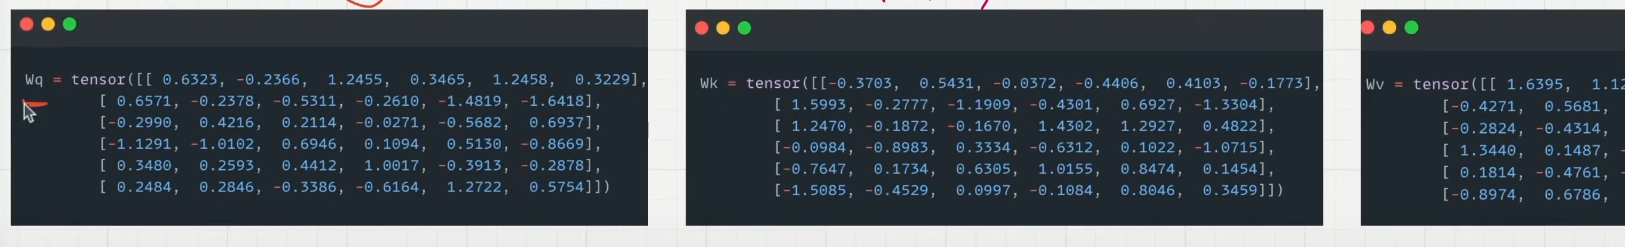 Wq = tensor([[ 0.6323, -0.2366,  1.2455,  0.3465,  1.2458,  0.3229],
[ 0.6571, -0.2378, -0.5311, -0.2610, -1.4819, -1.6418],
[-0.2990,  0.4216,  0.2114, -0.0271, -0.5682,  0.6937],
[-1.1291, -1.0102,  0.6946,  0.1094,  0.5130, -0.8669],
[ 0.3480,  0.2593,  0.4412,  1.0017, -0.3913, -0.2878],
[ 0.2484,  0.2846, -0.3386, -0.6164,  1.2722,  0.5754]])
Wk = tensor([[-0.3703,  0.5431, -0.0372, -0.4406,  0.4103, -0.1773],
[ 1.5993, -0.2777, -1.1909, -0.4301,  0.6927, -1.3304],
[ 1.2470, -0.1872, -0.1670,  1.4302,  1.2927,  0.4822],
[-0.0984, -0.8983,  0.3334, -0.6312,  0.1022, -1.0715],
[-0.7647,  0.1734,  0.6305,  1.0155,  0.8474,  0.1454],
[-1.5085, -0.4529,  0.0997, -0.1084,  0.8046,  0.3459]])
Wv = tensor([[ 1.6395,
[-0.4271,  0.5681,
[-0.2824, -0.4314,
[ 1.3440,  0.1487, -
[ 0.1814, -0.4761, -
[-0.8974,  0.6786,